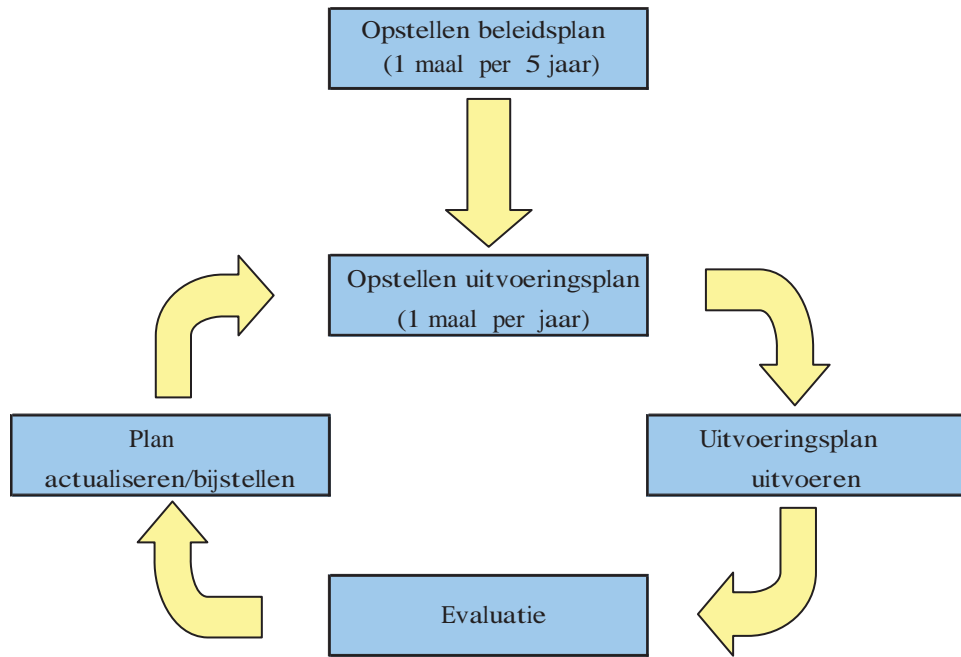 Opstellen beleidsplan
(1 maal per 5 jaar)
Opstellen uitvoeringsplan
(1 maal per jaar)
Plan
actualiseren/bijstellen
Uitvoeringsplan
uitvoeren
Evaluatie